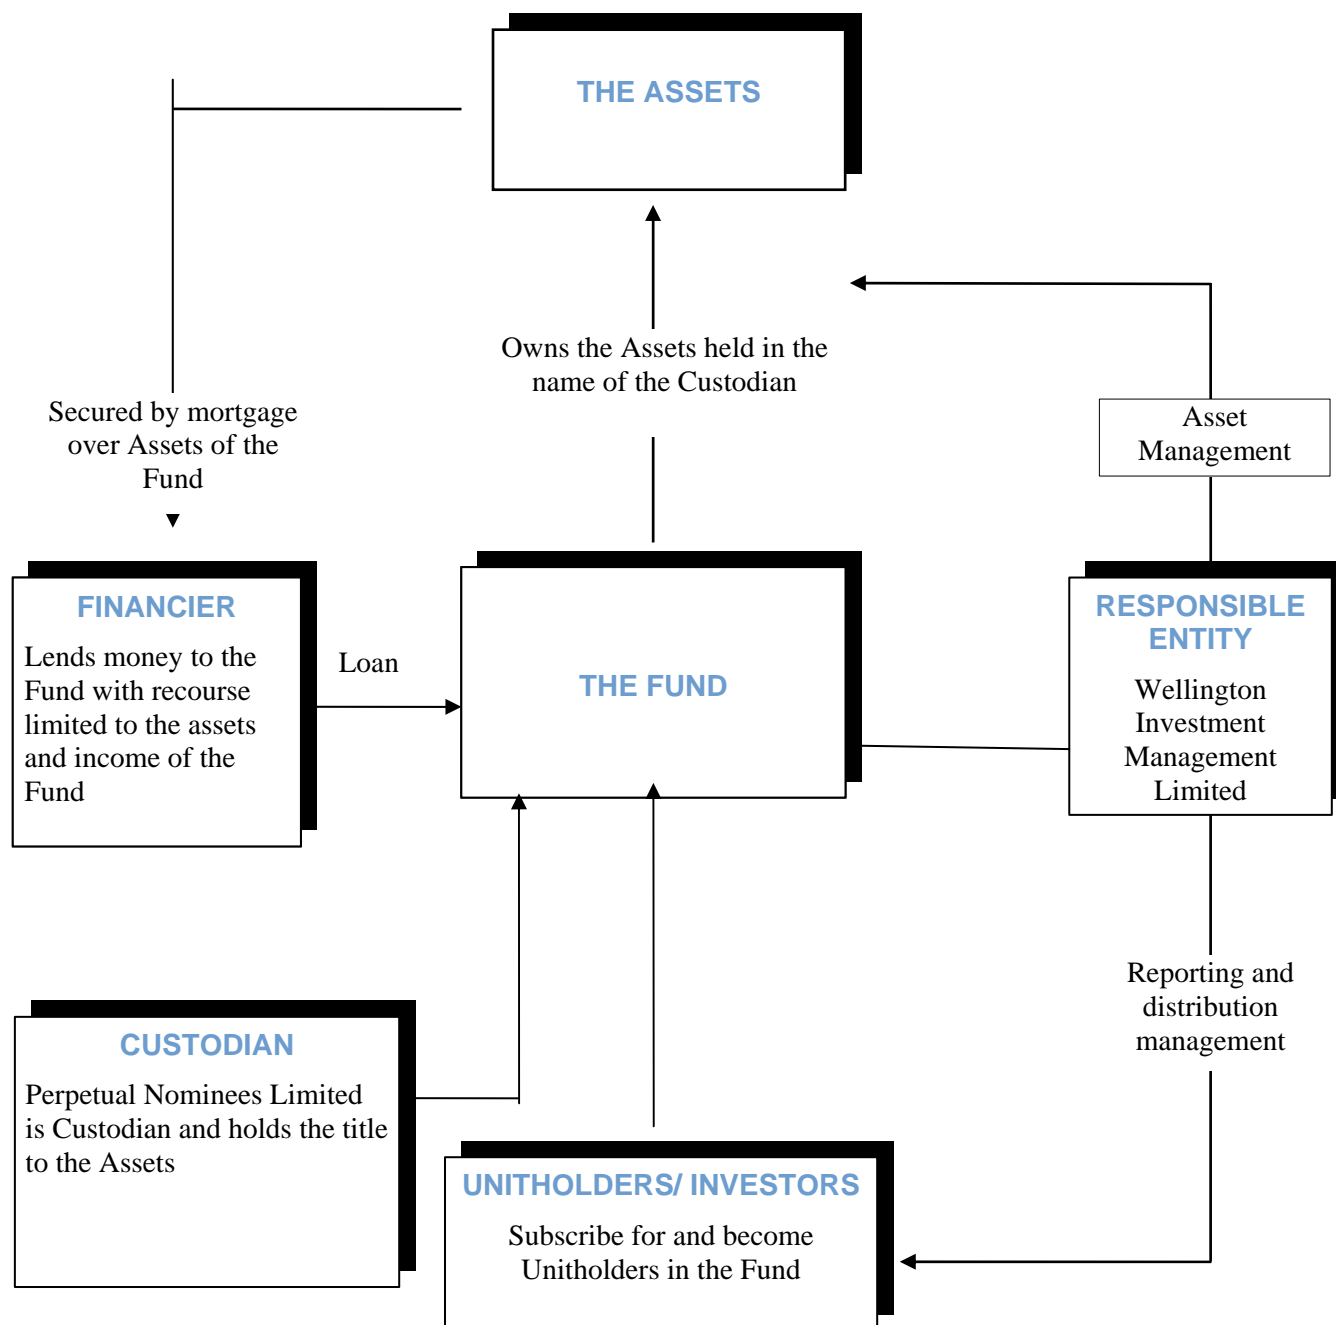 THE ASSETS
Owns the Assets held in the
name of the Custodian
Secured by mortgage
over Assets of the
Fund
Asset
Management
FINANCIER
Lends money to the
Fund with recourse
limited to the assets
and income of the
Fund
Loan
THE FUND
RESPONSIBLE
ENTITY
Wellington
Investment
Management
Limited
Reporting and
distribution
management
CUSTODIAN
Perpetual Nominees Limited
is Custodian and holds the title
to the Assets
UNITHOLDERS/ INVESTORS
Subscribe for and become
Unitholders in the Fund